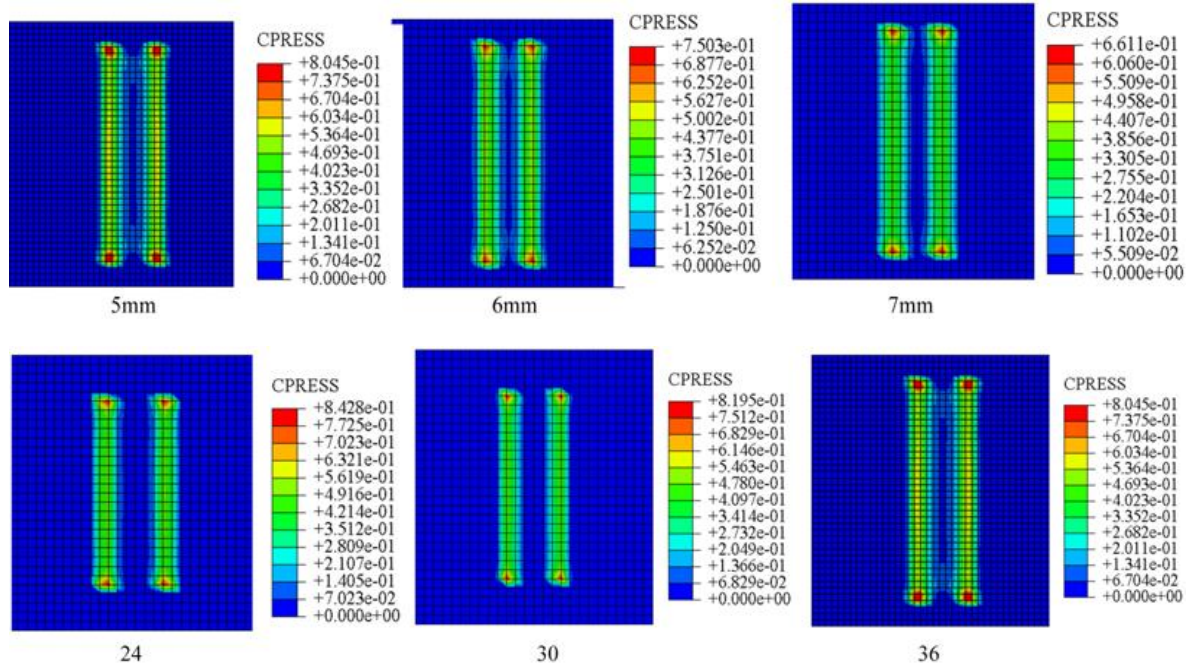 CPRESS
+8.045e-01
+7.375e-01
+6.704e-01
+6.034e-01
+5.364e-01
+4.693e-01
+4.023e-01
+3.352e-01
+2.682e-01
+2.011e-01
+1.341e-01
+6.704e-02
+0.000e+00
5mm
CPRESS
+7.503e-01
+6.877e-01
+6.252e-01
+5.627e-01
+5.002e-01
+4.377e-01
+3.751e-01
+3.126e-01
+2.501e-01
+1.876e-01
+1.250e-01
+6.252e-02
+0.000e+00
6mm
CPRESS
+6.611e-01
+6.060e-01
+5.509e-01
+4.958e-01
+4.407e-01
+3.856e-01
+3.305e-01
+2.755e-01
+2.204e-01
+1.653e-01
+1.102e-01
+5.509e-02
+0.000e+00
7mm
CPRESS
+8.428e-01
+7.725e-01
+7.023e-01
+6.321e-01
+5.619e-01
+4.916e-01
+4.214e-01
+3.512e-01
+2.809e-01
+2.107e-01
+1.405e-01
+7.023e-02
+0.000e+00
24
CPRESS
+8.195e-01
+7.512e-01
+6.829e-01
+6.146e-01
+5.463e-01
+4.780e-01
+4.097e-01
+3.414e-01
+2.732e-01
+2.049e-01
+1.366e-01
+6.829e-02
+0.000e+00
30
CPRESS
+8.045e-01
+7.375e-01
+6.704e-01
+6.034e-01
+5.364e-01
+4.693e-01
+4.023e-01
+3.352e-01
+2.682e-01
+2.011e-01
+1.341e-01
+6.704e-02
+0.000e+00
36